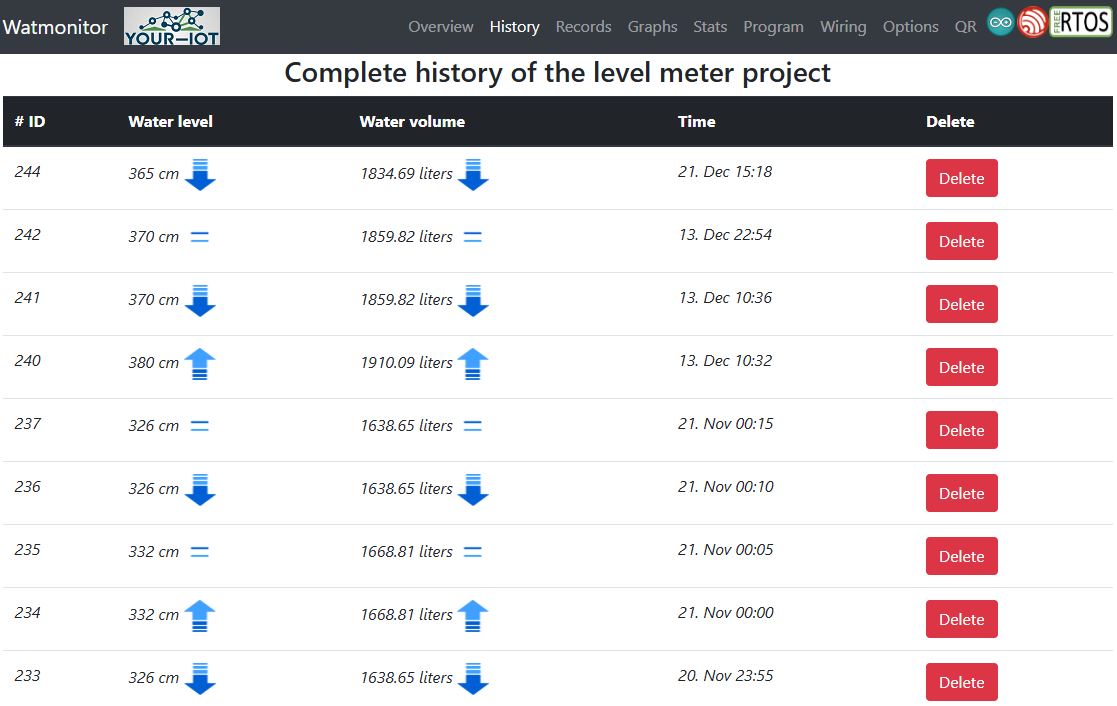 Watmonitor YOUR-IOT Overview History Records Graphs Stats Program Wiring Options QR FREE RTOS
Complete history of the level meter project
# ID Water level Water volume Time Delete
244 365 cm 1834.69 liters 21. Dec 15:18 Delete
242 370 cm 1859.82 liters 13. Dec 22:54 Delete
241 370 cm 1859.82 liters 13. Dec 10:36 Delete
240 380 cm 1910.09 liters 13. Dec 10:32 Delete
237 326 cm 1638.65 liters 21. Nov 00:15 Delete
236 326 cm 1638.65 liters 21. Nov 00:10 Delete
235 332 cm 1668.81 liters 21. Nov 00:05 Delete
234 332 cm 1668.81 liters 21. Nov 00:00 Delete
233 326 cm 1638.65 liters 20. Nov 23:55 Delete